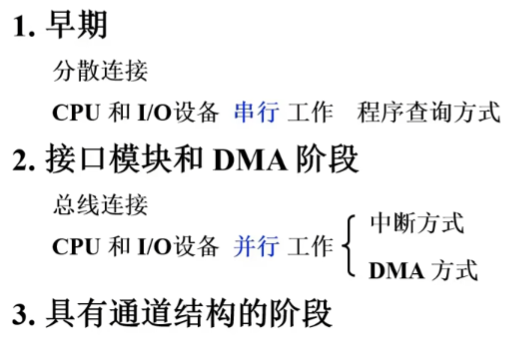 1. 早期
分散连接
CPU 和 I/O设备 串行 工作 程序查询方式
2. 接口模块和 DMA 阶段
总线连接
CPU 和 I/O设备 并行 工作
中断方式
DMA 方式
3. 具有通道结构的阶段